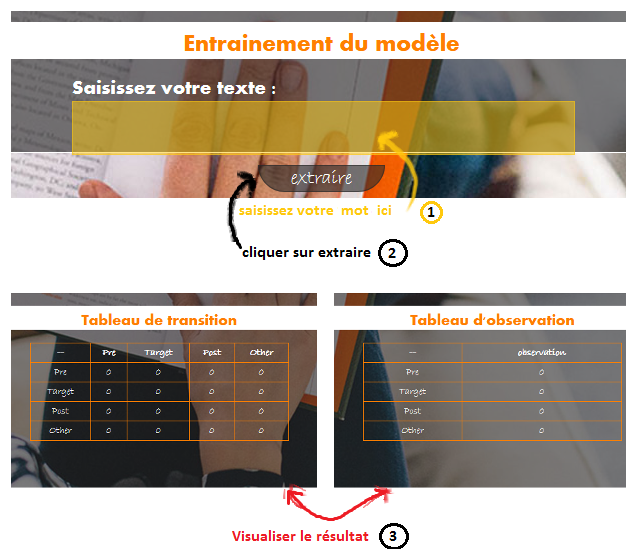 Entrainement du modèle
Saisissez votre texte :
extraire
saisissez votre mot ici 1
cliquer sur extraire 2
Tableau de transition
--- Pre Target Post Other
Pre 0 0 0 0
Target 0 0 0 0
Post 0 0 0 0
Other 0 0 0 0
Tableau d'observation
--- observation
Pre 0
Target 0
Post 0
Other 0
Visualiser le résultat 3